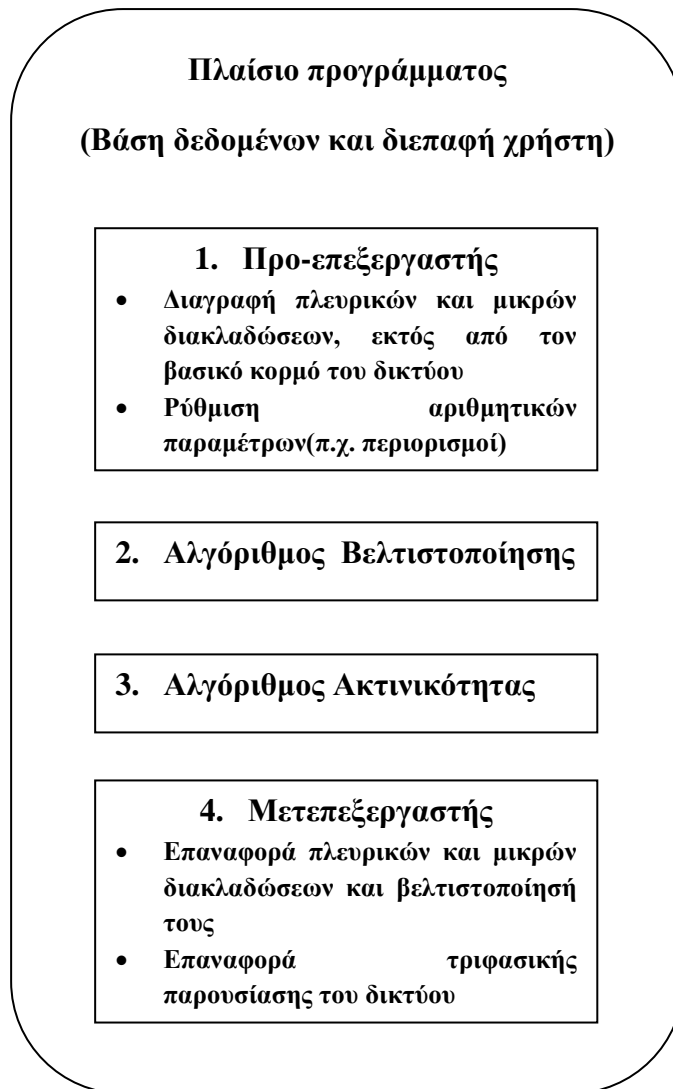 Πλαίσιο προγράμματος
(Βάση δεδομένων και διεπαφή χρήστη)
1. Προ-επεξεργαστής
• Διαγραφή πλευρικών και μικρών
διακλαδώσεων, εκτός από τον
βασικό κορμό του δικτύου
• Ρύθμιση αριθμητικών
παραμέτρων(π.χ. περιορισμοί)
2. Αλγόριθμος Βελτιστοποίησης
3. Αλγόριθμος Ακτινικότητας
4. Μετεπεξεργαστής
• Επαναφορά πλευρικών και μικρών
διακλαδώσεων και βελτιστοποίησή
τους
• Επαναφορά τριφασικής
παρουσίασης του δικτύου